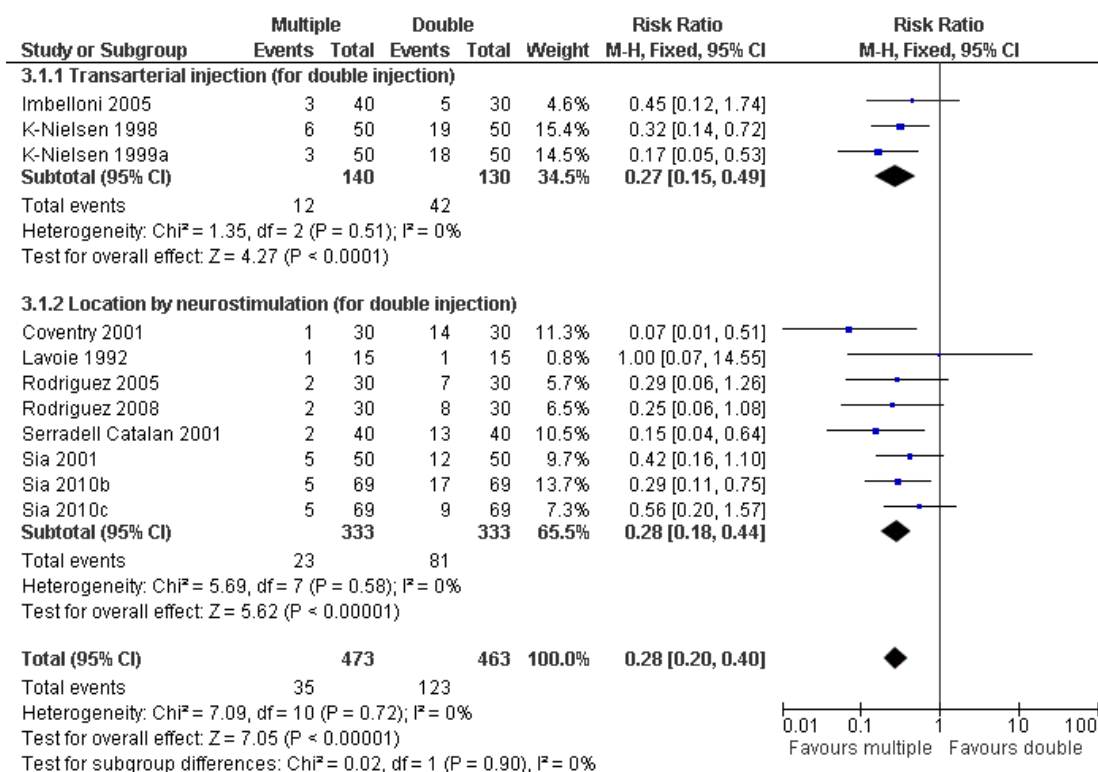 Multiple Double Risk Ratio Risk Ratio
Study or Subgroup Events Total Events Total Weight M-H, Fixed, 95% CI M-H, Fixed, 95% CI
3.1.1 Transarterial injection (for double injection)
Imbelloni 2005 3 40 5 30 4.6% 0.45 [0.12, 1.74]
K-Nielsen 1998 6 50 19 50 15.4% 0.32 [0.14, 0.72]
K-Nielsen 1999a 3 50 18 50 14.5% 0.17 [0.05, 0.53]
Subtotal (95% CI) 140 130 34.5% 0.27 [0.15, 0.49]
Total events 12 42
Heterogeneity: Chi² = 1.35, df = 2 (P = 0.51); I² = 0%
Test for overall effect: Z = 4.27 (P < 0.0001)
3.1.2 Location by neurostimulation (for double injection)
Coventry 2001 1 30 14 30 11.3% 0.07 [0.01, 0.51]
Lavoie 1992 1 15 1 15 0.8% 1.00 [0.07, 14.55]
Rodriguez 2005 2 30 7 30 5.7% 0.29 [0.06, 1.26]
Rodriguez 2008 2 30 8 30 6.5% 0.25 [0.06, 1.08]
Serradell Catalan 2001 2 40 13 40 10.5% 0.15 [0.04, 0.64]
Sia 2001 5 50 12 50 9.7% 0.42 [0.16, 1.10]
Sia 2010b 5 69 17 69 13.7% 0.29 [0.11, 0.75]
Sia 2010c 5 69 9 69 7.3% 0.56 [0.20, 1.57]
Subtotal (95% CI) 333 333 65.5% 0.28 [0.18, 0.44]
Total events 23 81
Heterogeneity: Chi² = 5.69, df = 7 (P = 0.58); I² = 0%
Test for overall effect: Z = 5.62 (P < 0.00001)
Total (95% CI) 473 463 100.0% 0.28 [0.20, 0.40]
Total events 35 123
Heterogeneity: Chi² = 7.09, df = 10 (P = 0.72); I² = 0%
Test for overall effect: Z = 7.05 (P < 0.00001)
Test for subgroup differences: Chi² = 0.02, df = 1 (P = 0.90), I² = 0%
0.01 0.1 1 10 100
Favours multiple Favours double